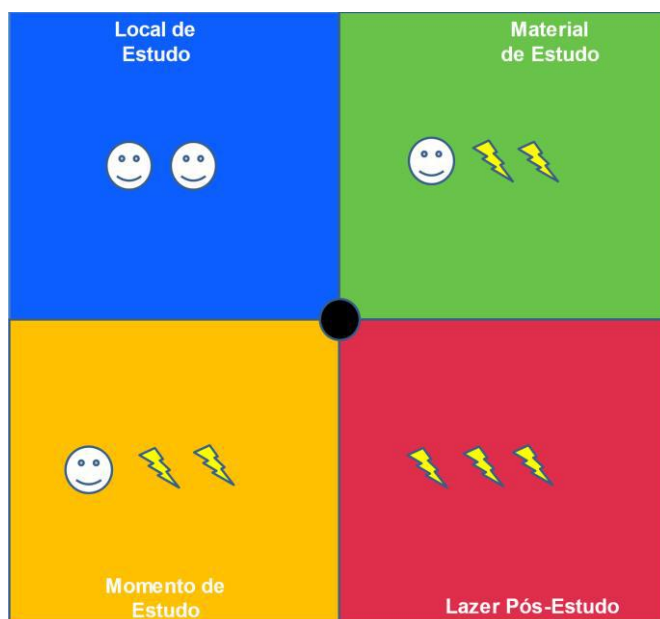 Local de
Estudo
Material
de Estudo
Momento de
Estudo
Lazer Pós-Estudo